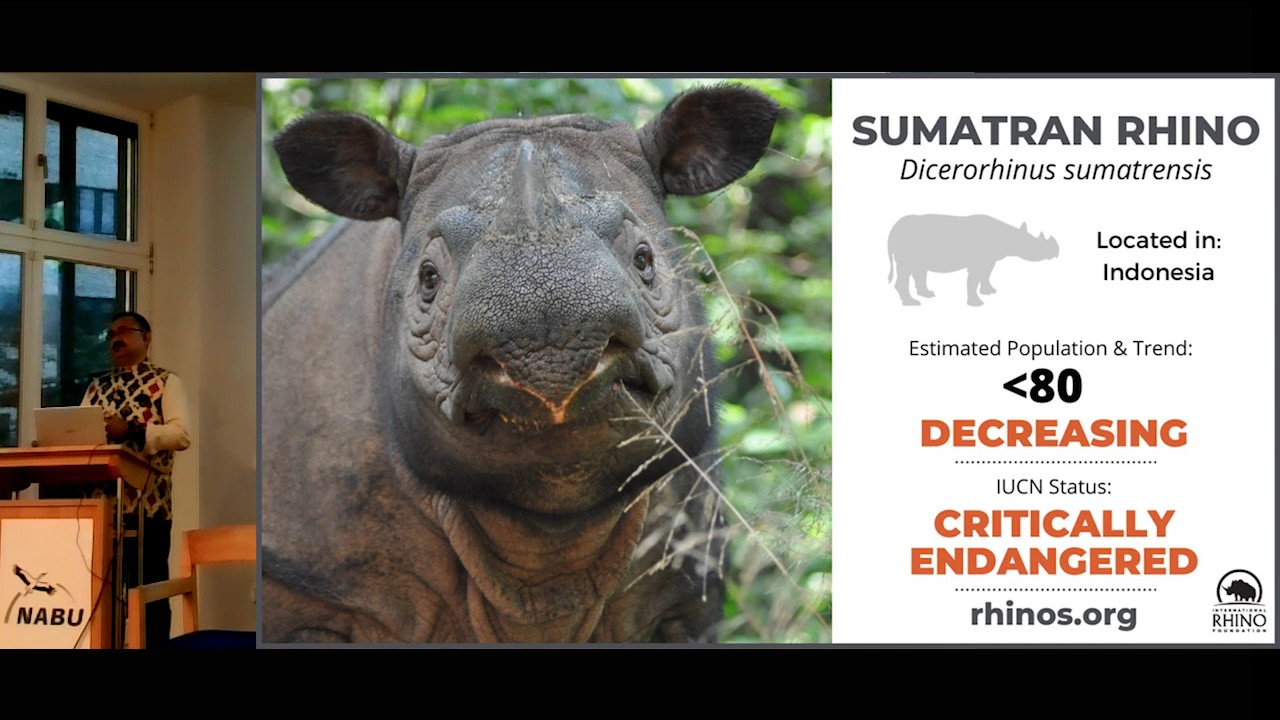 SUMATRAN RHINO
Dicerorhinus sumatrensis
Located in:
Indonesia
Estimated Population & Trend:
<80
DECREASING
IUCN Status:
CRITICALLY
ENDANGERED
rhinos.org
INTERNATIONAL
RHINO
FOUNDATION
NABU